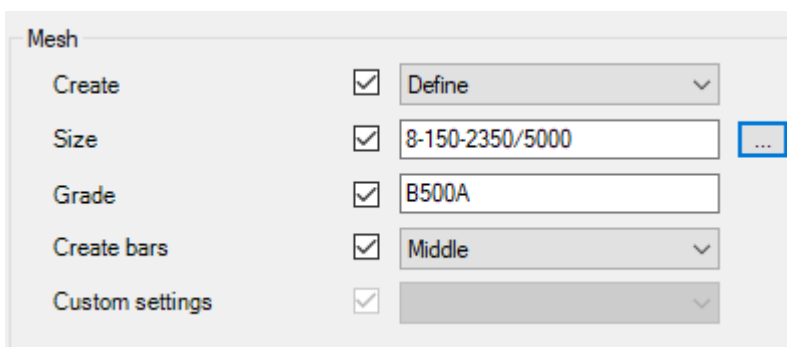 Mesh
Create Define
Size 8-150-2350/5000 ...
Grade B500A
Create bars Middle
Custom settings